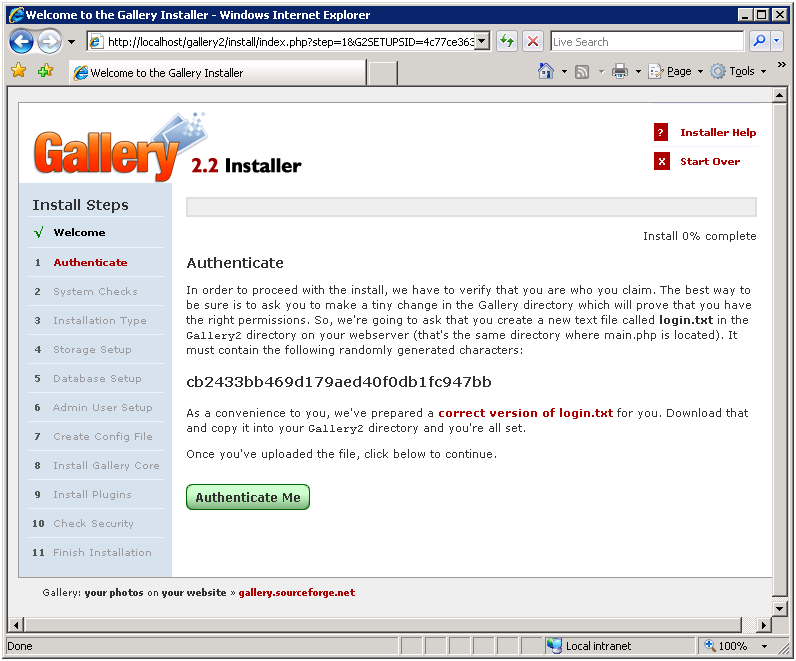 Welcome to the Gallery Installer - Windows Internet Explorer
http://localhost/gallery2/install/index.php?step=1&G2SETUPSID=4c77ce363
Live Search
Welcome to the Gallery Installer
Page
Tools
Gallery 2.2 Installer
? Installer Help
X Start Over
Install Steps
√ Welcome
1 Authenticate
2 System Checks
3 Installation Type
4 Storage Setup
5 Database Setup
6 Admin User Setup
7 Create Config File
8 Install Gallery Core
9 Install Plugins
10 Check Security
11 Finish Installation
Install 0% complete
Authenticate
In order to proceed with the install, we have to verify that you are who you claim. The best way to
be sure is to ask you to make a tiny change in the Gallery directory which will prove that you have
the right permissions. So, we're going to ask that you create a new text file called login.txt in the
Gallery2 directory on your webserver (that's the same directory where main.php is located). It
must contain the following randomly generated characters:
cb2433bb469d179aed40f0db1fc947bb
As a convenience to you, we've prepared a correct version of login.txt for you. Download that
and copy it into your Gallery2 directory and you're all set.
Once you've uploaded the file, click below to continue.
Authenticate Me
Gallery: your photos on your website » gallery.sourceforge.net
Done
Local intranet
100%